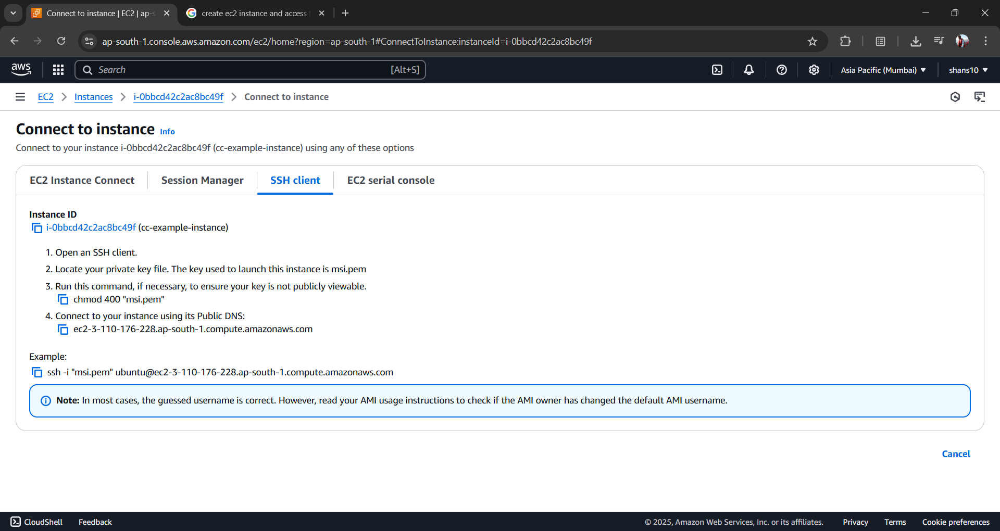 Connect to instance | EC2 | ap-s
create ec2 instance and access
ap-south-1.console.aws.amazon.com/ec2/home?region=ap-south-1#ConnectToInstance:instanceId=i-0bbcd42c2ac8bc49f
aws
Search
[Alt+S]
Asia Pacific (Mumbai)
shans10
EC2
Instances
i-0bbcd42c2ac8bc49f
Connect to instance
Connect to instance Info
Connect to your instance i-0bbcd42c2ac8bc49f (cc-example-instance) using any of these options
EC2 Instance Connect
Session Manager
SSH client
EC2 serial console
Instance ID
i-0bbcd42c2ac8bc49f (cc-example-instance)
1. Open an SSH client.
2. Locate your private key file. The key used to launch this instance is msi.pem
3. Run this command, if necessary, to ensure your key is not publicly viewable.
chmod 400 "msi.pem"
4. Connect to your instance using its Public DNS:
ec2-3-110-176-228.ap-south-1.compute.amazonaws.com
Example:
ssh -i "msi.pem" ubuntu@ec2-3-110-176-228.ap-south-1.compute.amazonaws.com
Note: In most cases, the guessed username is correct. However, read your AMI usage instructions to check if the AMI owner has changed the default AMI username.
Cancel
CloudShell
Feedback
© 2025, Amazon Web Services, Inc. or its affiliates.
Privacy
Terms
Cookie preferences